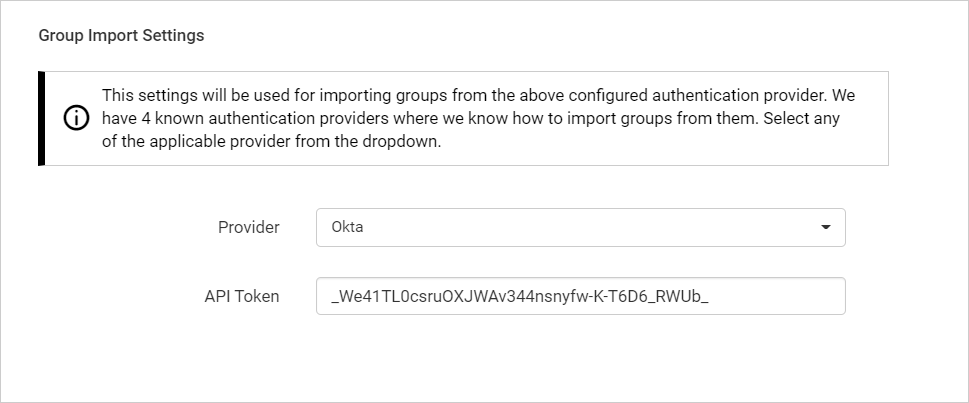 Group Import Settings
This settings will be used for importing groups from the above configured authentication provider. We
have 4 known authentication providers where we know how to import groups from them. Select any
of the applicable provider from the dropdown.
Provider
Okta
API Token
_We41TL0csruOXJWAv344nsnyfw-K-T6D6_RWUb_